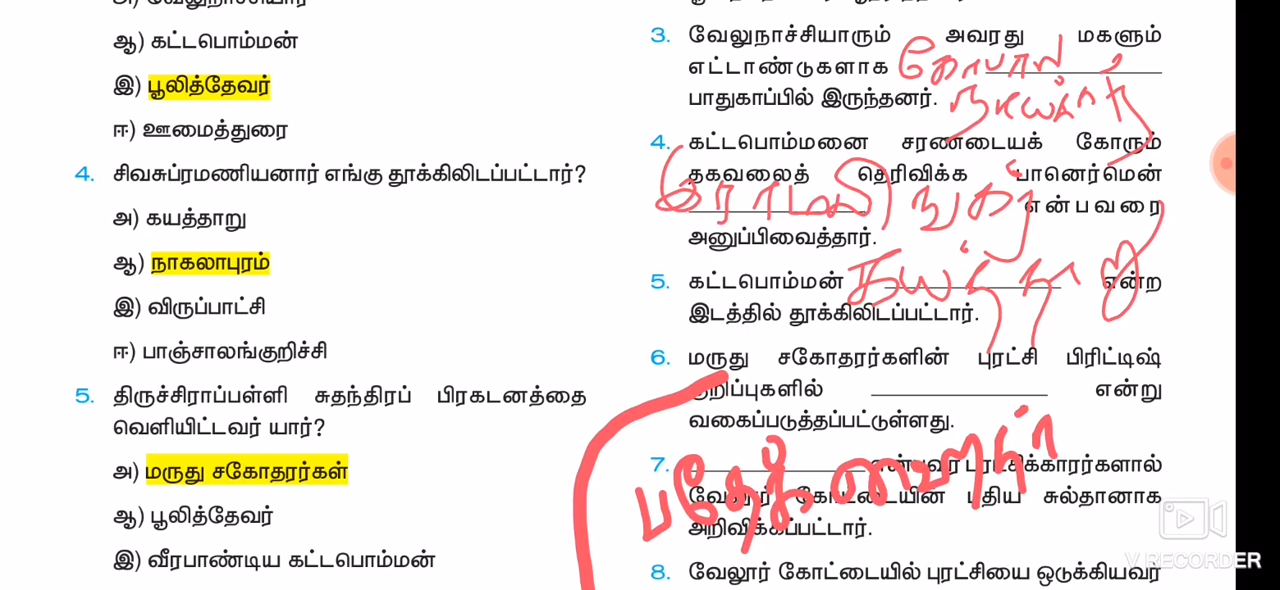 அ) வேலுநாச்சியார்
ஆ) கட்டபொம்மன்
இ) பூலித்தேவர்
ஈ) ஊமைத்துரை
4. சிவசுப்ரமணியனார் எங்கு தூக்கிலிடப்பட்டார்?
அ) கயத்தாறு
ஆ) நாகலாபுரம்
இ) விருப்பாட்சி
ஈ) பாஞ்சாலங்குறிச்சி
5. திருச்சிராப்பள்ளி சுதந்திரப் பிரகடனத்தை
வெளியிட்டவர் யார்?
அ) மருது சகோதரர்கள்
ஆ) பூலித்தேவர்
இ) வீரபாண்டிய கட்டபொம்மன்
3. வேலுநாச்சியாரும் அவரது மகளும்
எட்டாண்டுகளாக கோபால
பாதுகாப்பில் இருந்தனர். நாயக்கர்
4. கட்டபொம்மனை சரணடையக் கோரும்
தகவலைத் தெரிவிக்க பானெர்மென்
இராமலிங்கர் என்பவரை
அனுப்பிவைத்தார்.
5. கட்டபொம்மன் கயத்தாறு என்ற
இடத்தில் தூக்கிலிடப்பட்டார்.
6. மருது சகோதரர்களின் புரட்சி பிரிட்டிஷ்
குறிப்புகளில் என்று
வகைப்படுத்தப்பட்டுள்ளது.
7. என்பவர் புரட்சிக்காரர்களால்
வேலூர் கோட்டையின் புதிய சுல்தானாக
அறிவிக்கப்பட்டார்.
8. வேலூர் கோட்டையில் புரட்சியை ஒடுக்கியவர்
V RECORDER